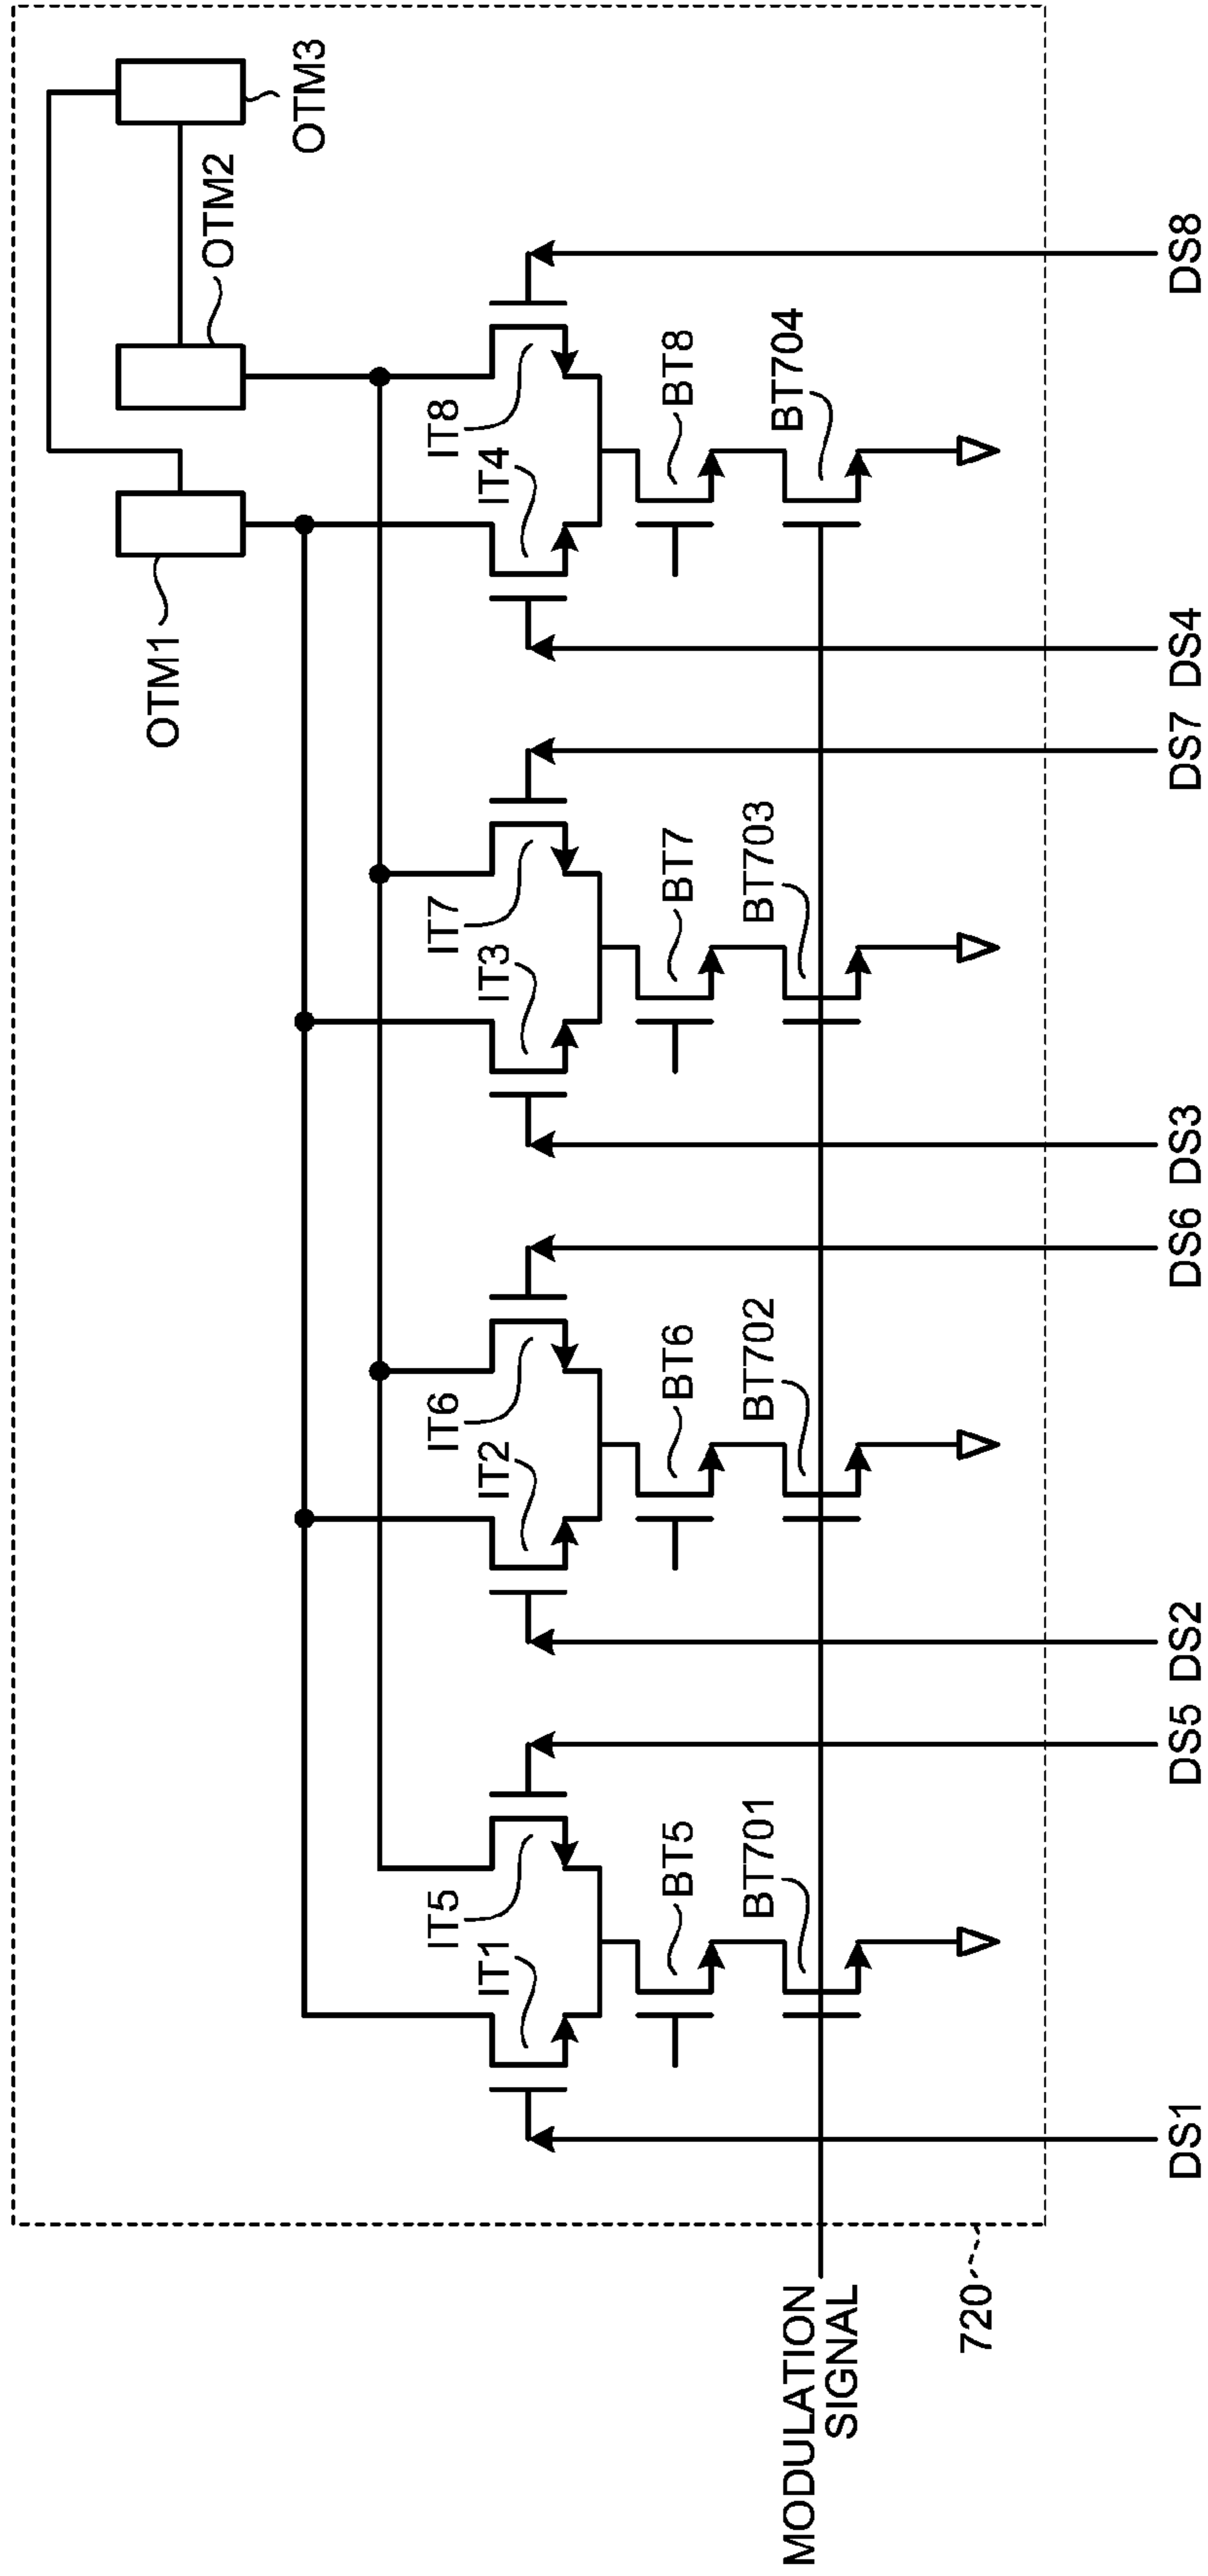 OTM3
OTM2
OTM1
IT1
IT5
IT2
IT6
IT3
IT7
IT4
IT8
BT5
BT6
BT7
BT8
BT701
BT702
BT703
BT704
MODULATION
SIGNAL
720
DS1
DS5
DS2
DS6
DS3
DS7
DS4
DS8